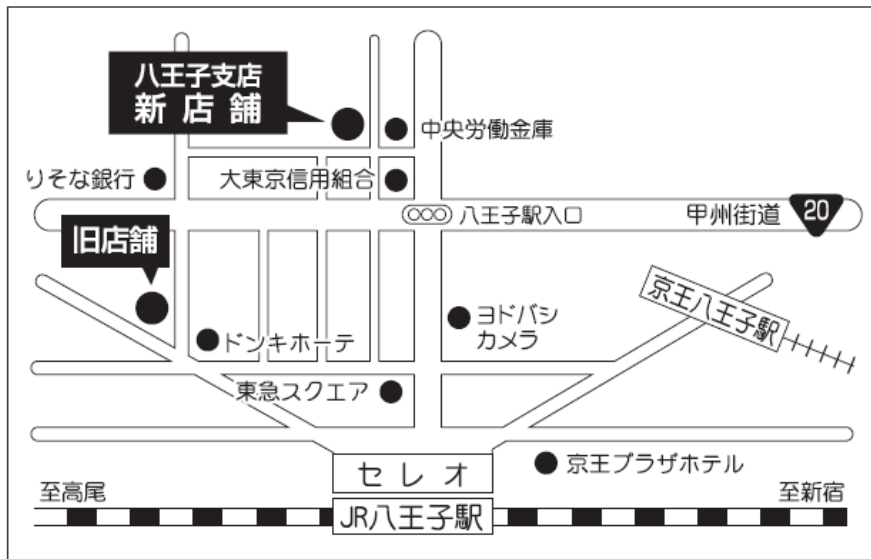 八王子支店
新店舗
中央労働金庫
りそな銀行
大東京信用組合
八王子駅入口
甲州街道
20
旧店舗
京王八王子駅
ヨドバシ
カメラ
ドンキホーテ
東急スクエア
京王プラザホテル
セレオ
至高尾
JR八王子駅
至新宿